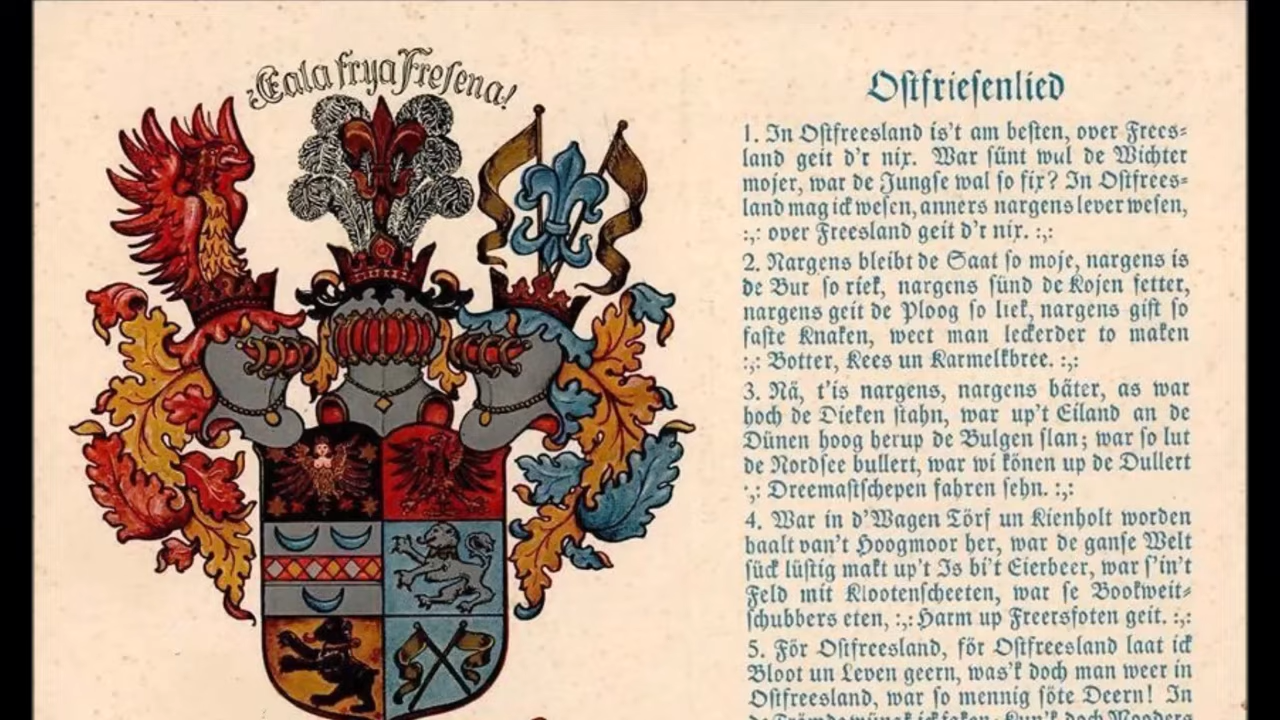 Eala frya Fresena!
Ostfriesenlied
1. In Ostfreesland is't am besten, over Frees-
land geit d'r nix. War sünt wul de Wichter
mojer, war de Jungse wal so fix? In Ostfrees-
land mag ick wesen, anners nargens lever wesen,
:,: over Freesland geit d'r nix. :,:
2. Nargens bleibt de Saat so moje, nargens is
de Bur so riek, nargens sünd de Kojen fetter,
nargens geit de Ploog so liek, nargens gift so
faste Knaken, weet man leckerder to maken
:,: Botter, Kees un Karmelkbree. :,:
3. Nä, t'is nargens, nargens bäter, as war
hoch de Dieken stahn, war up't Eiland an de
Dünen hoog herup de Bulgen slan; war so lut
de Nordsee bullert, war wi könen up de Dullert
:,: Dreemastschepen fahren sehn. :,:
4. War in d'Wagen Törf un Kienholt worden
haalt van't Hoogmoor her, war de ganse Welt
sück lüstig makt up't Is bi't Eierbeer, war s'in't
Feld mit Klootenscheeten, war se Bookweit-
schubbers eten, :,: Harm up Freersfoten geit. :,:
5. För Ostfreesland, för Ostfreesland laat ick
Bloot un Leven geern, was'k doch man weer in
Ostfreesland, war so mennig söte Deern! In